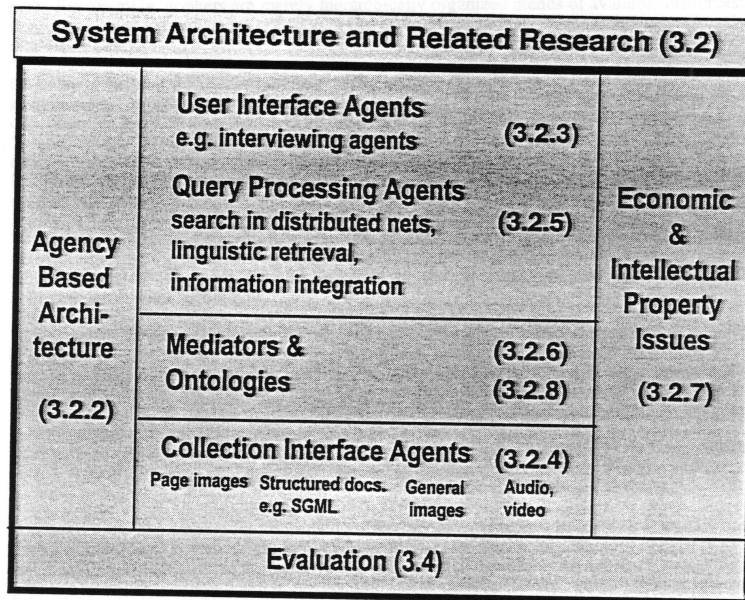 System Architecture and Related Research (3.2)
Agency
Based
Archi-
tecture
(3.2.2)
User Interface Agents
e.g. interviewing agents (3.2.3)
Query Processing Agents
search in distributed nets, (3.2.5)
linguistic retrieval,
information integration
Mediators & (3.2.6)
Ontologies (3.2.8)
Collection Interface Agents (3.2.4)
Page images Structured docs. General Audio,
e.g. SGML images video
Economic
&
Intellectual
Property
Issues
(3.2.7)
Evaluation (3.4)